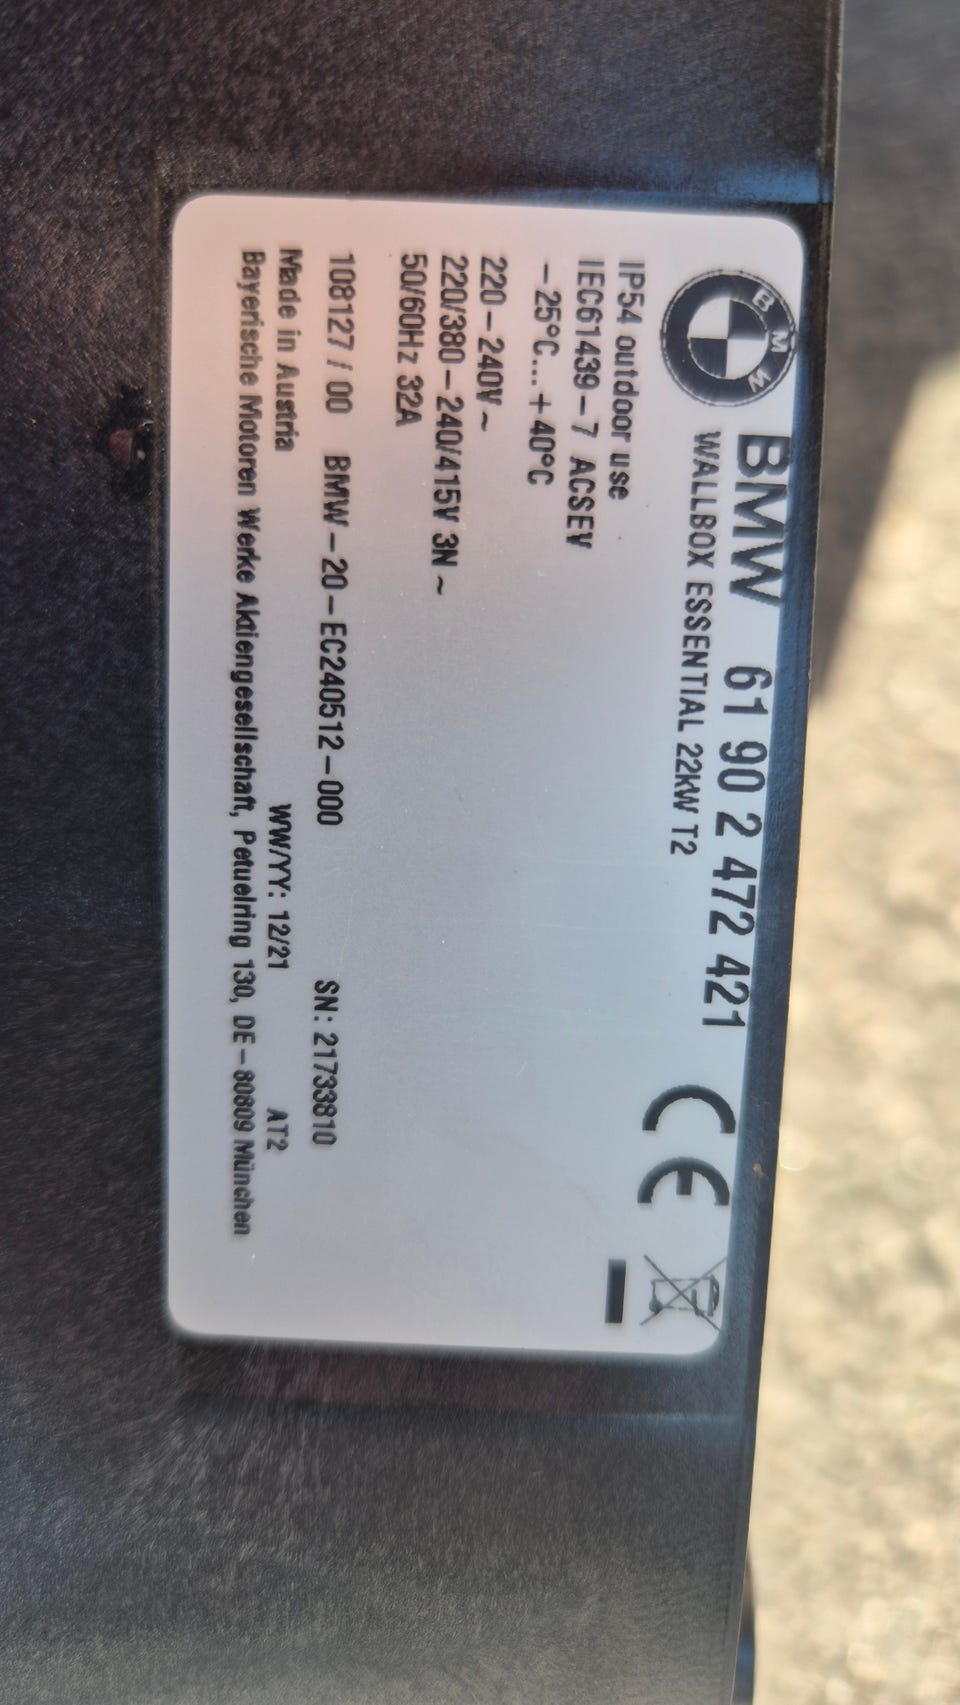 BMW
BMW 61 90 2 472 421
WALLBOX ESSENTIAL 22KW T2
CE
IP54 outdoor use
IEC61439-7 ACSEV
-25°C...+40°C
220-240V~
220/380-240/415V 3N~
50/60Hz 32A
108127 / 00 BMW-20-EC240512-000 SN: 21733810
Made in Austria WW/YY: 12/21 AT2
Bayerische Motoren Werke Aktiengesellschaft, Petuelring 130, DE-80809 München